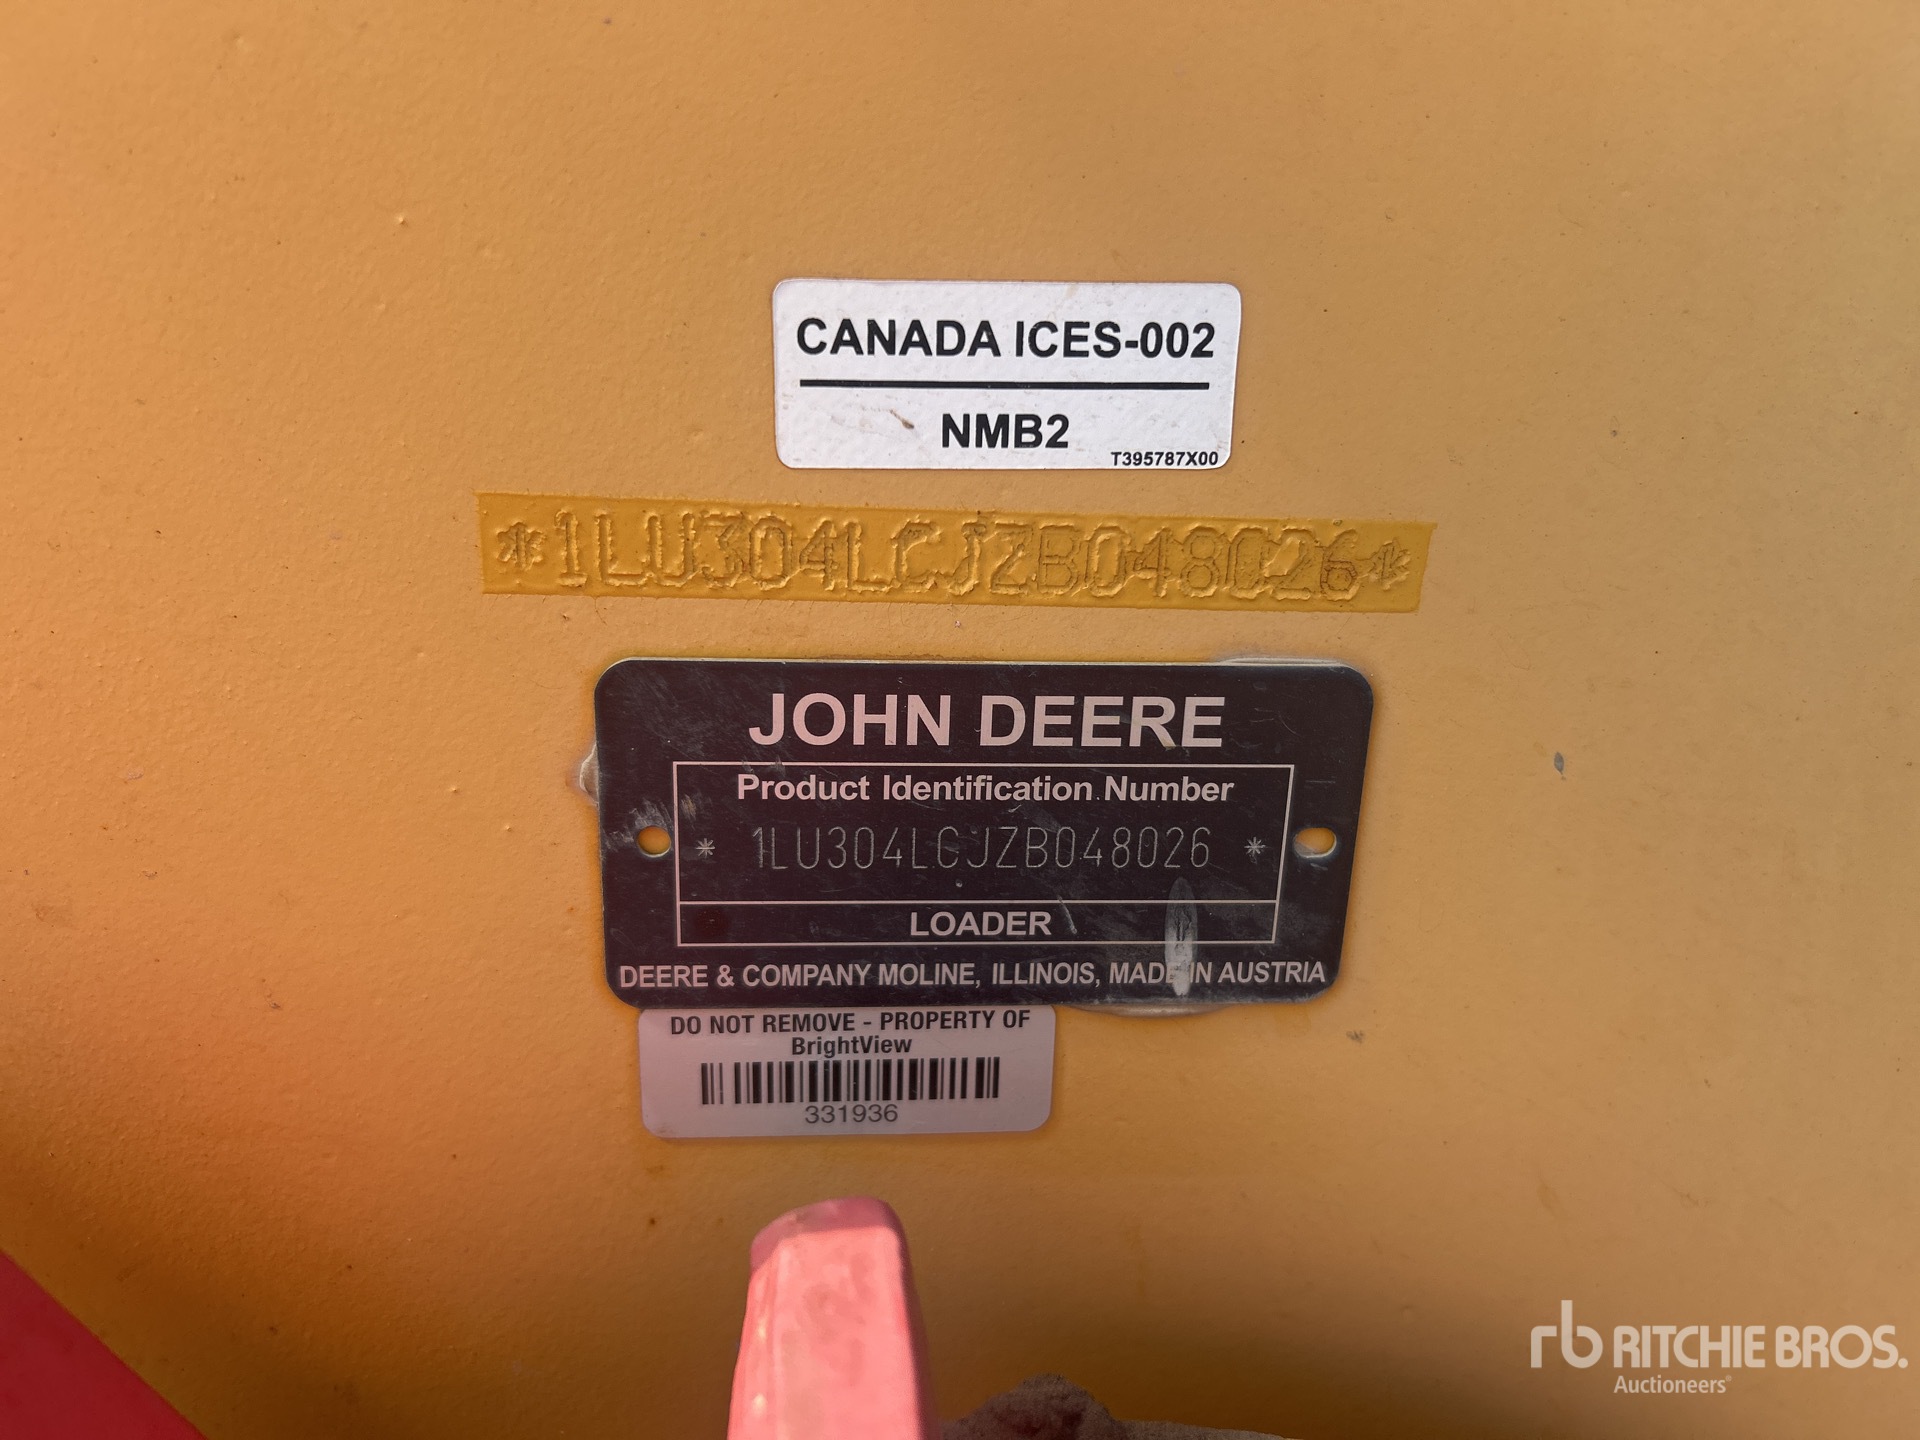 CANADA ICES-002
NMB2
T395787X00
*1LU304LCJZB048026*
JOHN DEERE
Product Identification Number
* 1LU304LCJZB048026 *
LOADER
DEERE & COMPANY MOLINE, ILLINOIS, MADE IN AUSTRIA
DO NOT REMOVE - PROPERTY OF
BrightView
331936
rb RITCHIE BROS.
Auctioneers